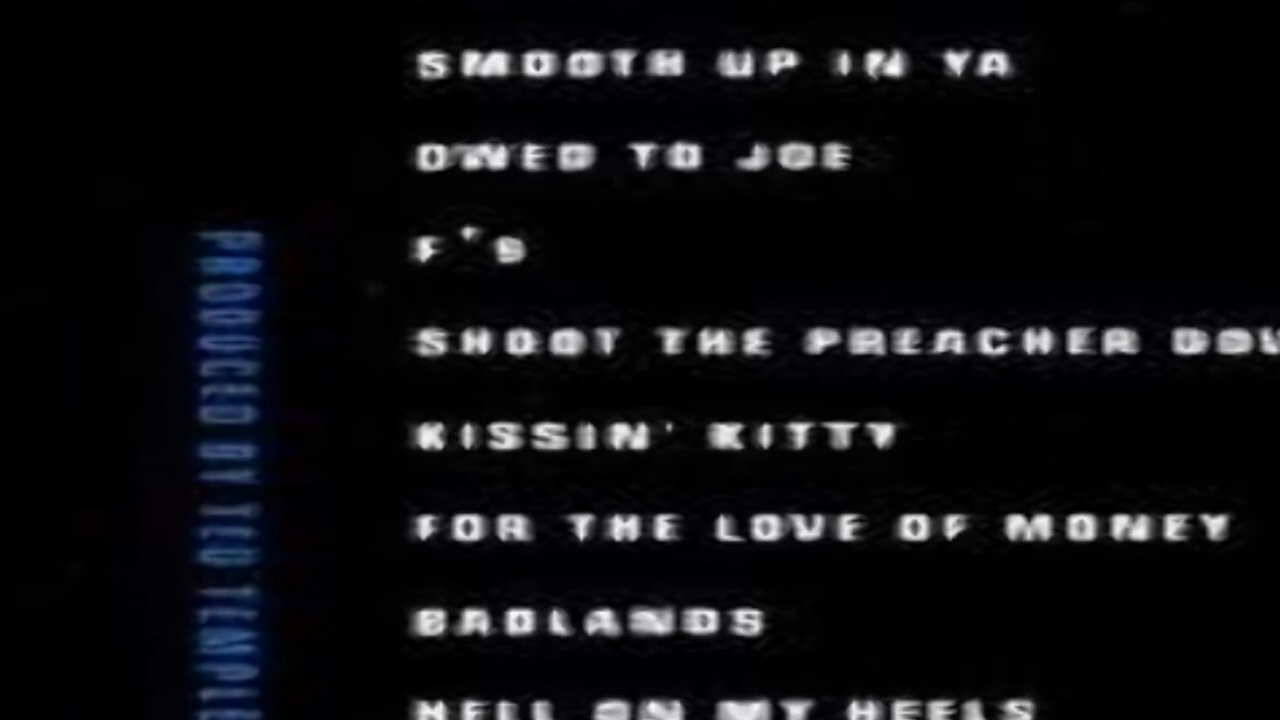 SMOOTH UP IN YA
OWED TO JOE
F'S
SHOOT THE PREACHER
KISSIN' KITTY
FOR THE LOVE OF MONEY
BADLANDS
HELL ON MY HEELS
PRODUCED BY TED TEMPLE